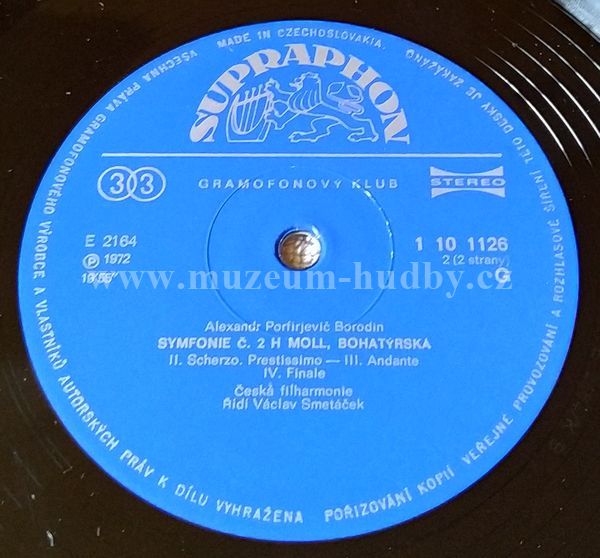 MADE IN CZECHOSLOVAKIA.
SUPRAPHON
33
GRAMOFONOVÝ KLUB
STEREO
E 2164
℗ 1972
19′55″
1 10 1126
2 (2 strany)
G
www.muzeum-hudby.cz
Alexandr Porfirjevič Borodin
SYMFONIE Č. 2 H MOLL, BOHATÝRSKÁ
II. Scherzo. Prestissimo — III. Andante
IV. Finale
Česká filharmonie
Řídí Václav Smetáček
VŠECHNA PRÁVA GRAMOFONOVÉHO VÝROBCE A VLASTNÍKŮ AUTORSKÝCH PRÁV K DÍLU VYHRAŽENA
POŘIZOVÁNÍ KOPIÍ VEŘEJNÉ PROVOZOVÁNÍ A ROZHLASOVÉ ŠÍŘENÍ TÉTO DESKY JE ZAKÁZÁNO